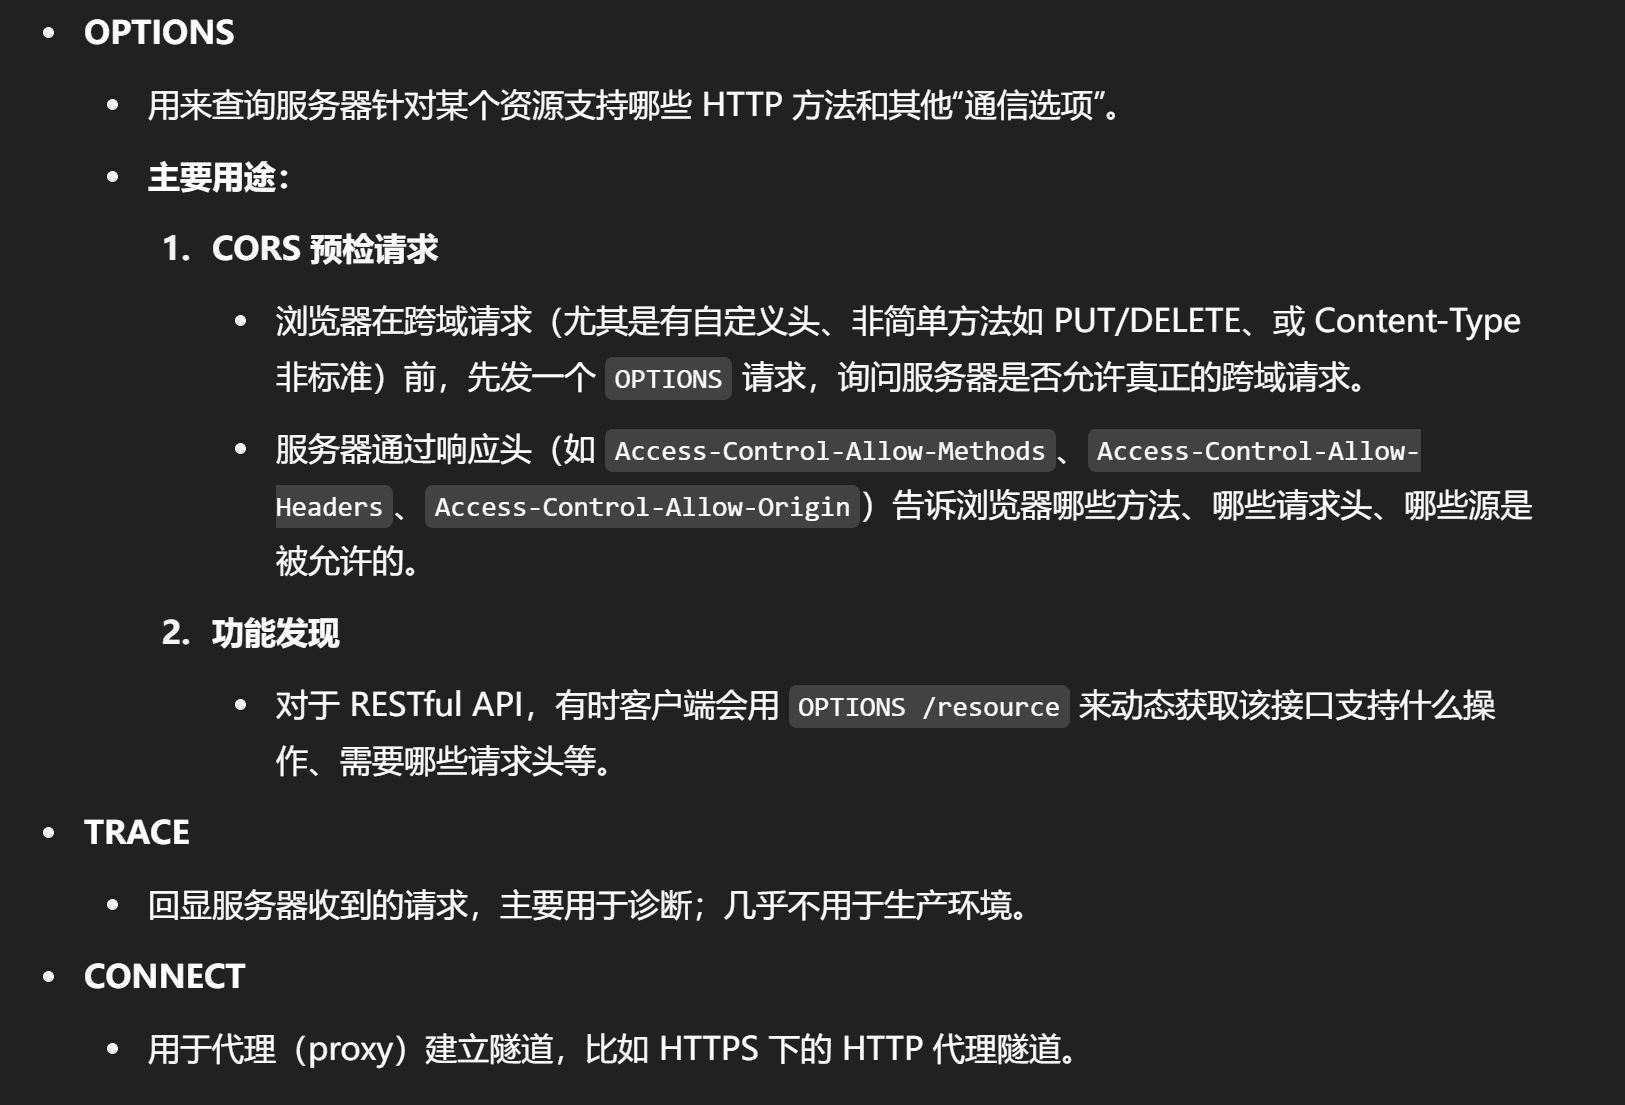 • OPTIONS
• 用来查询服务器针对某个资源支持哪些 HTTP 方法和其他“通信选项”。
• 主要用途：
1. CORS 预检请求
• 浏览器在跨域请求（尤其是有自定义头、非简单方法如 PUT/DELETE、或 Content-Type
非标准）前，先发一个 OPTIONS 请求，询问服务器是否允许真正的跨域请求。
• 服务器通过响应头（如 Access-Control-Allow-Methods、Access-Control-Allow-
Headers、Access-Control-Allow-Origin）告诉浏览器哪些方法、哪些请求头、哪些源是
被允许的。
2. 功能发现
• 对于 RESTful API，有时客户端会用 OPTIONS /resource 来动态获取该接口支持什么操
作、需要哪些请求头等。
• TRACE
• 回显服务器收到的请求，主要用于诊断；几乎不用于生产环境。
• CONNECT
• 用于代理（proxy）建立隧道，比如 HTTPS 下的 HTTP 代理隧道。